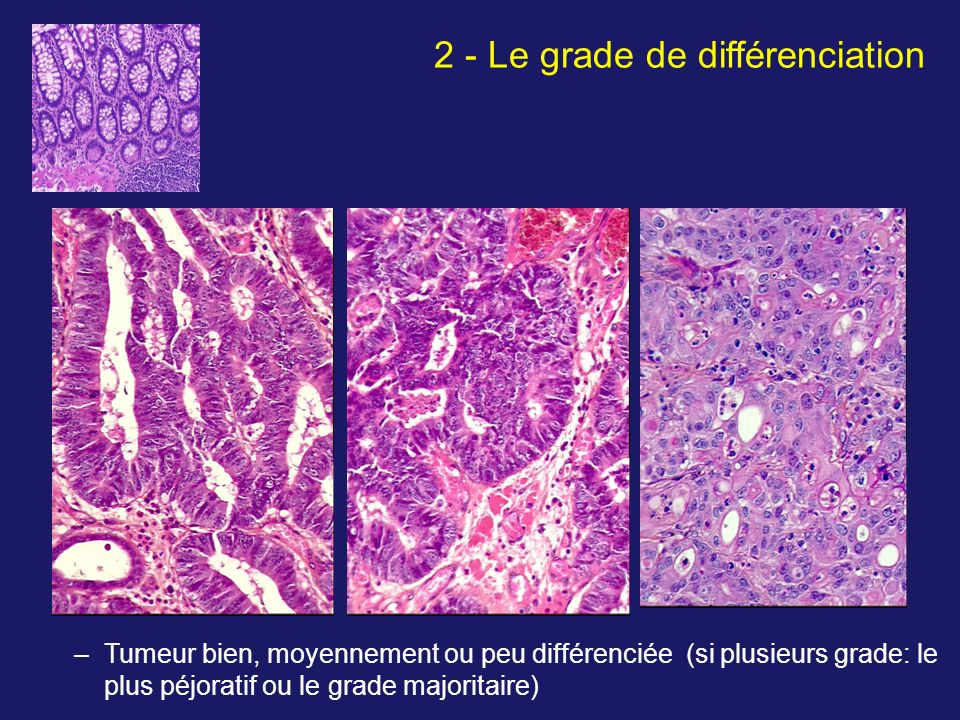 2 - Le grade de différenciation
– Tumeur bien, moyennement ou peu différenciée (si plusieurs grade: le
plus péjoratif ou le grade majoritaire)